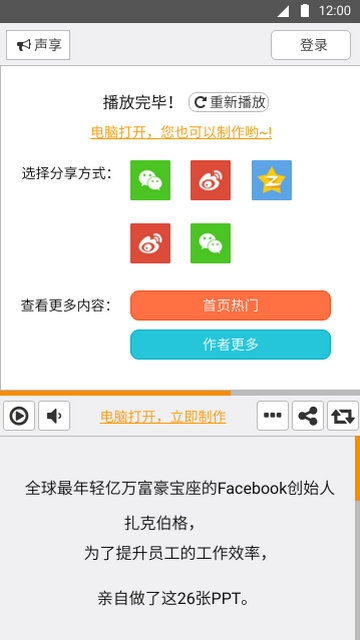 12:00
声享
登录
播放完毕！
重新播放
电脑打开，您也可以制作哟~!
选择分享方式：
查看更多内容：
首页热门
作者更多
电脑打开，立即制作
全球最年轻亿万富豪宝座的Facebook创始人
扎克伯格，
为了提升员工的工作效率，
亲自做了这26张PPT。